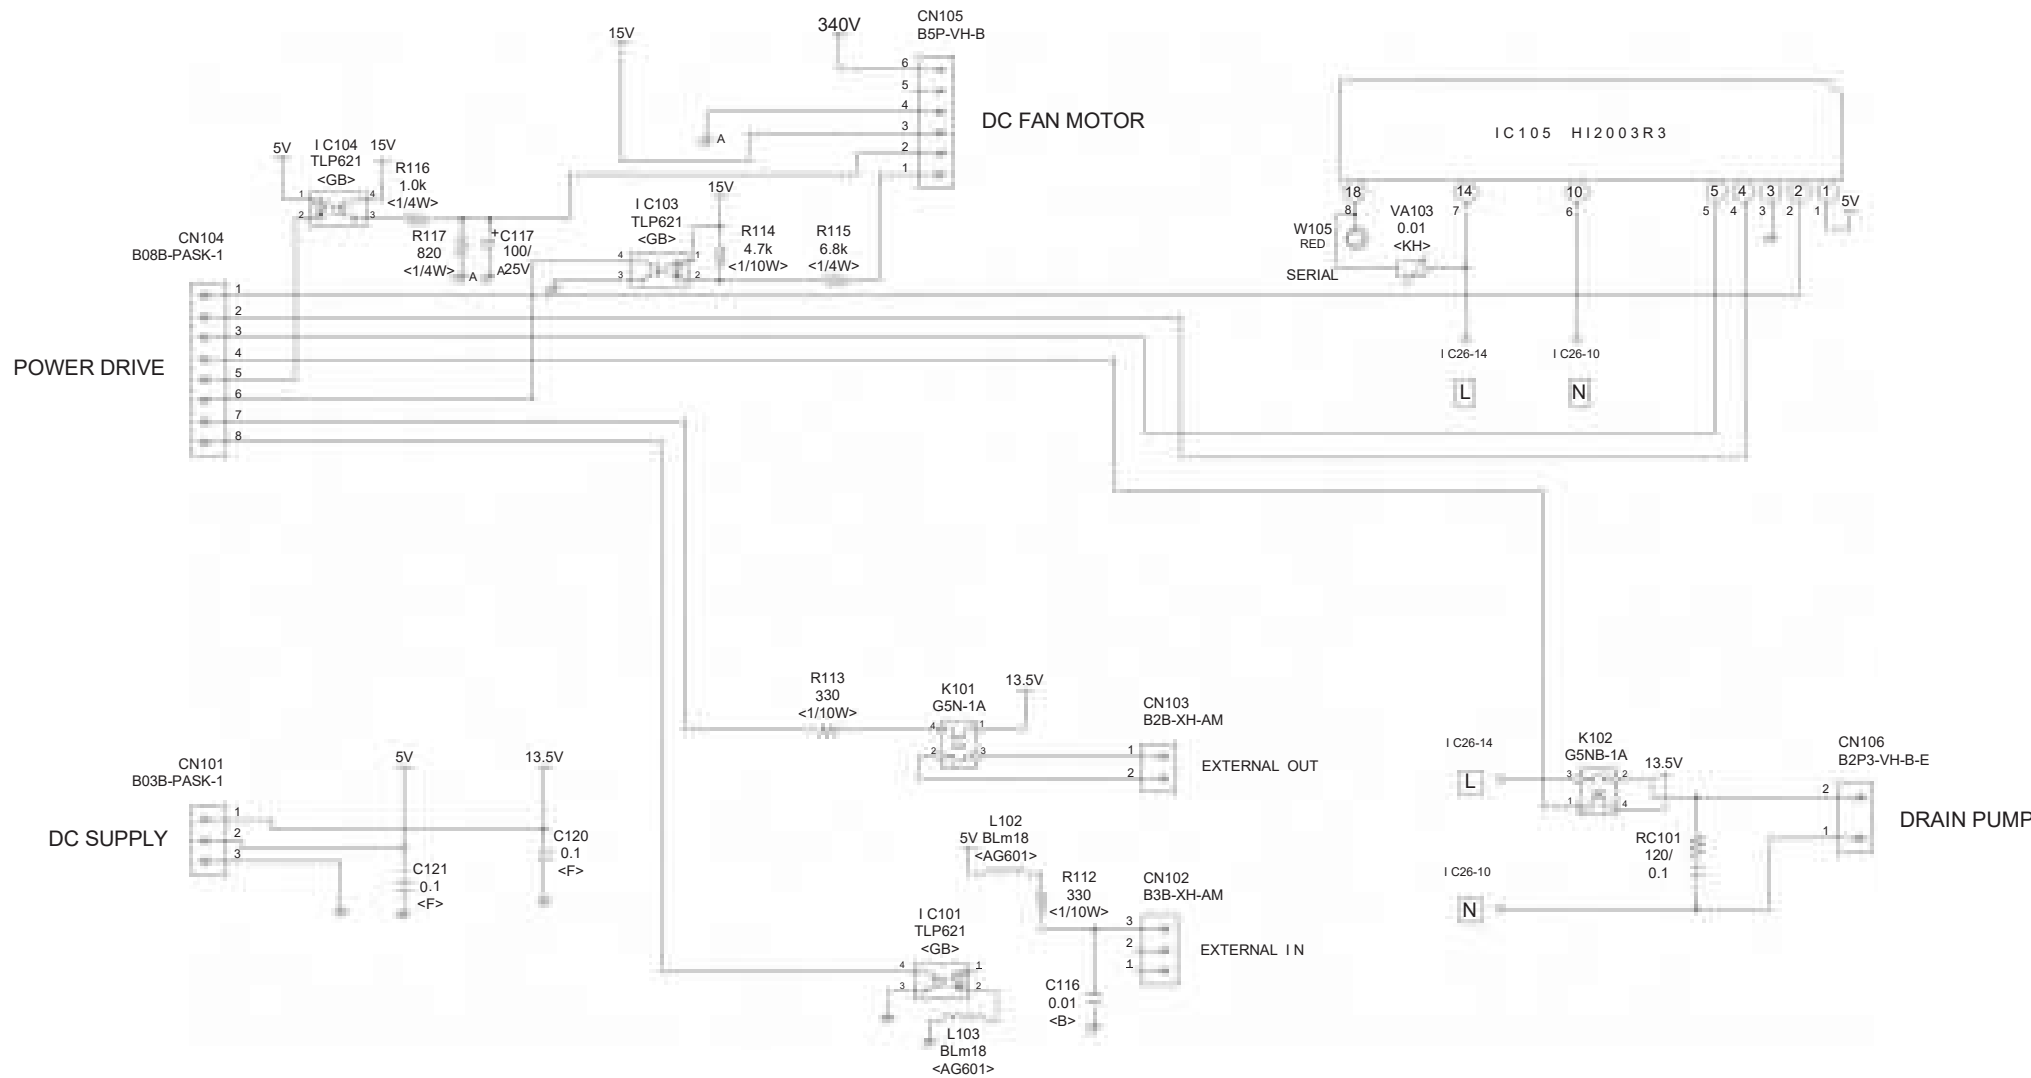 15V
340V
CN105
B5P-VH-B
6
5
4
3
2
1
DC FAN MOTOR
A
5V
I C104
TLP621
<GB>
15V
R116
1.0k
<1/4W>
1
2
4
3
R117
820
<1/4W>
A
+
C117
100/
25V
A
I C103
TLP621
<GB>
15V
4
3
1
2
R114
4.7k
<1/10W>
R115
6.8k
<1/4W>
IC105 HI2003R3
18
14
10
5
4
3
2
1
8
7
6
5
4
3
2
1
5V
W105
RED
VA103
0.01
<KH>
SERIAL
I C26-14
I C26-10
L
N
CN104
B08B-PASK-1
1
2
3
4
5
6
7
8
POWER DRIVE
R113
330
<1/10W>
K101
G5N-1A
13.5V
4
1
2
3
CN103
B2B-XH-AM
1
2
EXTERNAL OUT
CN101
B03B-PASK-1
5V
13.5V
1
2
3
DC SUPPLY
C121
0.1
<F>
C120
0.1
<F>
L102
5V BLm18
<AG601>
R112
330
<1/10W>
CN102
B3B-XH-AM
3
2
1
EXTERNAL IN
I C101
TLP621
<GB>
4
3
1
2
C116
0.01
<B>
L103
BLm18
<AG601>
I C26-14
L
K102
G5NB-1A
13.5V
3
2
1
4
CN106
B2P3-VH-B-E
2
1
DRAIN PUMP
RC101
120/
0.1
I C26-10
N